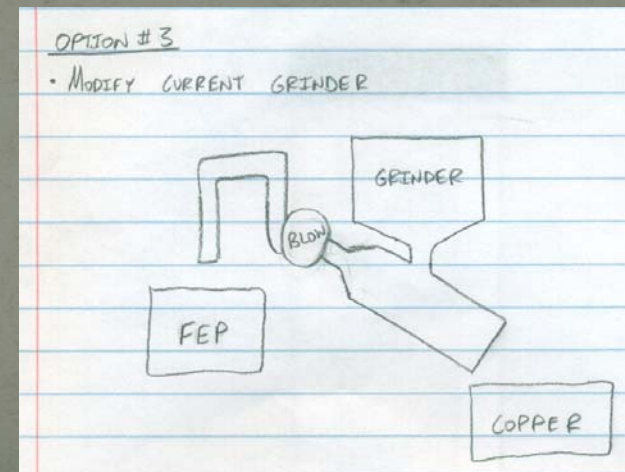 OPTION # 3
• MODIFY CURRENT GRINDER
GRINDER
BLOW
FEP
COPPER